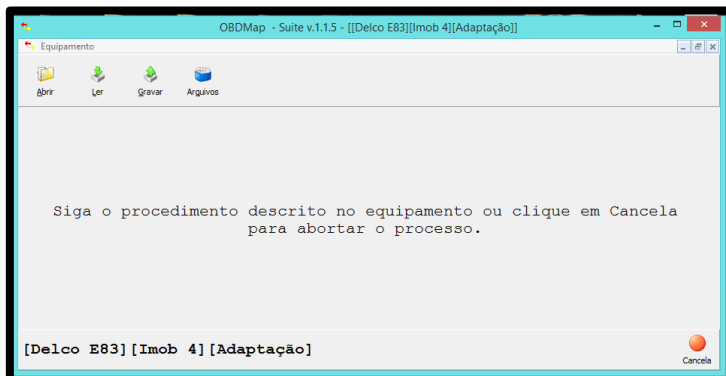 OBDMap - Suite v.1.1.5 - [[Delco E83][Imob 4][Adaptação]]
Equipamento
Abrir Ler Gravar Arquivos
Siga o procedimento descrito no equipamento ou clique em Cancela
para abortar o processo.
[Delco E83][Imob 4][Adaptação]
Cancela